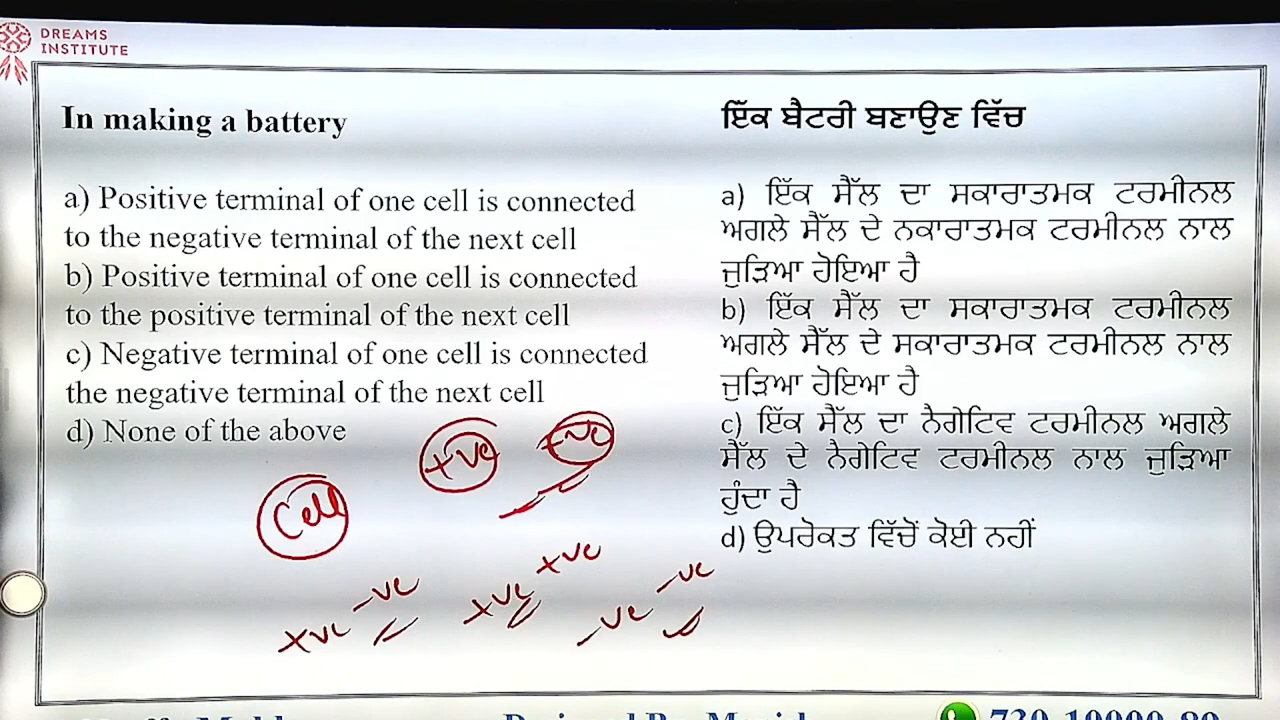 DREAMS
INSTITUTE
In making a battery
a) Positive terminal of one cell is connected
to the negative terminal of the next cell
b) Positive terminal of one cell is connected
to the positive terminal of the next cell
c) Negative terminal of one cell is connected
the negative terminal of the next cell
d) None of the above
ਇੱਕ ਬੈਟਰੀ ਬਣਾਉਣ ਵਿੱਚ
a) ਇੱਕ ਸੈੱਲ ਦਾ ਸਕਾਰਾਤਮਕ ਟਰਮੀਨਲ
ਅਗਲੇ ਸੈੱਲ ਦੇ ਨਕਾਰਾਤਮਕ ਟਰਮੀਨਲ ਨਾਲ
ਜੁੜਿਆ ਹੋਇਆ ਹੈ
b) ਇੱਕ ਸੈੱਲ ਦਾ ਸਕਾਰਾਤਮਕ ਟਰਮੀਨਲ
ਅਗਲੇ ਸੈੱਲ ਦੇ ਸਕਾਰਾਤਮਕ ਟਰਮੀਨਲ ਨਾਲ
ਜੁੜਿਆ ਹੋਇਆ ਹੈ
c) ਇੱਕ ਸੈੱਲ ਦਾ ਨੈਗੇਟਿਵ ਟਰਮੀਨਲ ਅਗਲੇ
ਸੈੱਲ ਦੇ ਨੈਗੇਟਿਵ ਟਰਮੀਨਲ ਨਾਲ ਜੁੜਿਆ
ਹੁੰਦਾ ਹੈ
d) ਉਪਰੋਕਤ ਵਿੱਚੋਂ ਕੋਈ ਨਹੀਂ
+ve -ve
Cell
+ve -ve +ve +ve -ve -ve